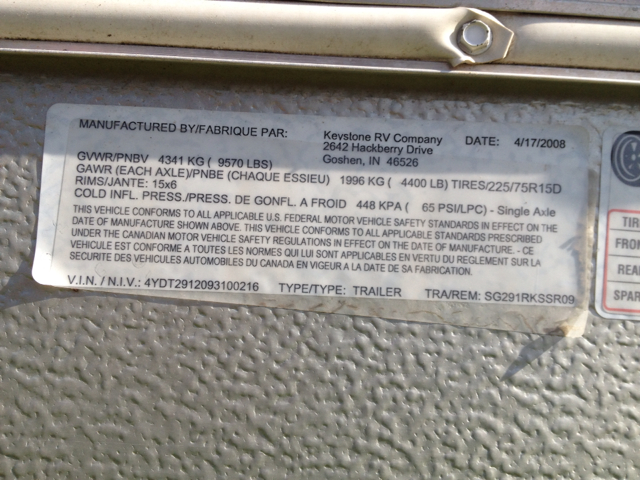 MANUFACTURED BY/FABRIQUE PAR: Keystone RV Company DATE: 4/17/2008
2642 Hackberry Drive
Goshen, IN 46526
GVWR/PNBV 4341 KG ( 9570 LBS)
GAWR (EACH AXLE)/PNBE (CHAQUE ESSIEU) 1996 KG ( 4400 LB) TIRES/225/75R15D
RIMS/JANTE: 15x6
COLD INFL. PRESS./PRESS. DE GONFL. A FROID 448 KPA ( 65 PSI/LPC) - Single Axle
THIS VEHICLE CONFORMS TO ALL APPLICABLE U.S. FEDERAL MOTOR VEHICLE SAFETY STANDARDS IN EFFECT ON THE
DATE OF MANUFACTURE. THIS VEHICLE CONFORMS TO ALL APPLICABLE STANDARDS PRESCRIBED
UNDER THE CANADIAN MOTOR VEHICLE SAFETY REGULATIONS IN EFFECT ON THE DATE OF MANUFACTURE. - CE
VEHICULE EST CONFORME A TOUTES LES NORMES QUI LUI SONT APPLICABLES EN VERTU DU REGLEMENT SUR LA
SECURITE DES VEHICULES AUTOMOBILES DU CANADA EN VIGEUR A LA DATE DE SA FABRICATION.
V.I.N. / N.I.V.: 4YDT2912093100216 TYPE/TYPE: TRAILER TRA/REM: SG291RKSSR09
TIRE
FRON
REA
SPAR